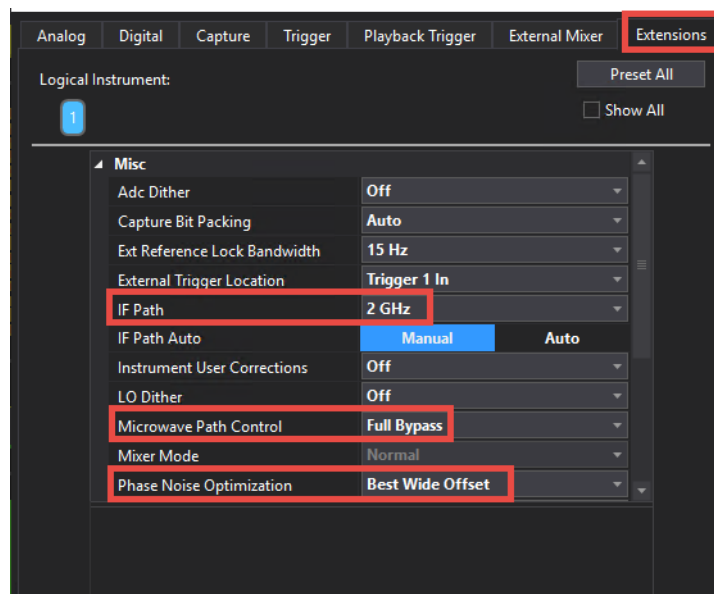 Analog Digital Capture Trigger Playback Trigger External Mixer Extensions
Logical Instrument:
Preset All
1
Show All
Misc
Adc Dither Off
Capture Bit Packing Auto
Ext Reference Lock Bandwidth 15 Hz
External Trigger Location Trigger 1 In
IF Path 2 GHz
IF Path Auto Manual Auto
Instrument User Corrections Off
LO Dither Off
Microwave Path Control Full Bypass
Mixer Mode Normal
Phase Noise Optimization Best Wide Offset